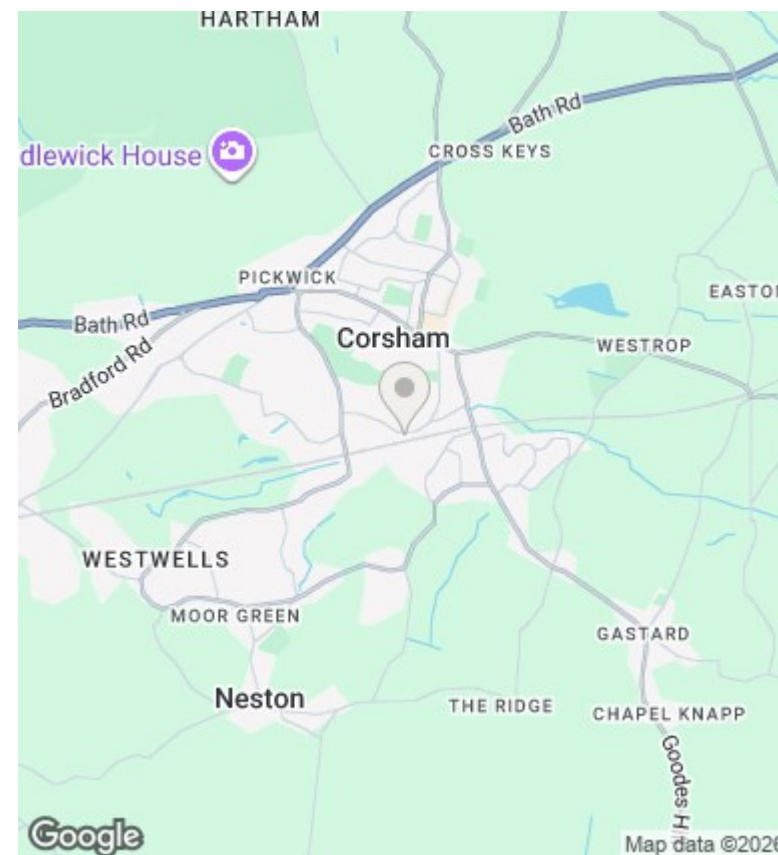 HARTHAM
Bath Rd
dlewick House
CROSS KEYS
PICKWICK
EASTON
Bath Rd
Corsham
WESTROP
Bradford Rd
WESTWELLS
MOOR GREEN
GASTARD
Neston
THE RIDGE
CHAPEL KNAPP
Goodes H
Google
Map data ©2026